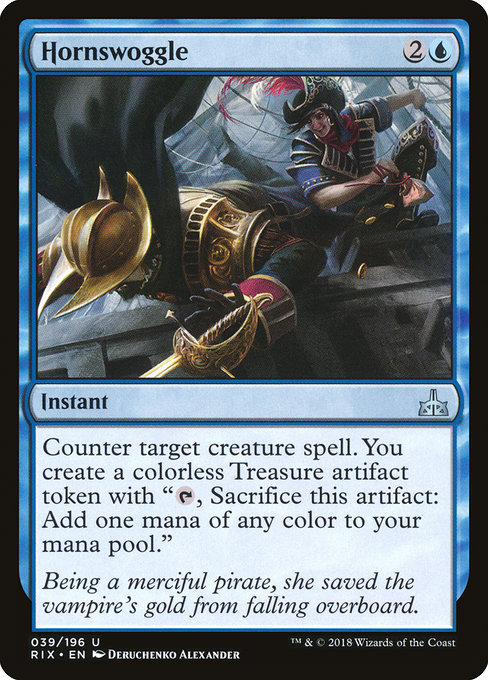 Hornswoggle 2
Instant
Counter target creature spell. You
create a colorless Treasure artifact
token with “, Sacrifice this artifact:
Add one mana of any color to your
mana pool.”
Being a merciful pirate, she saved the
vampire’s gold from falling overboard.
039/196 U
RIX • EN Deruchenko Alexander
™ & © 2018 Wizards of the Coast